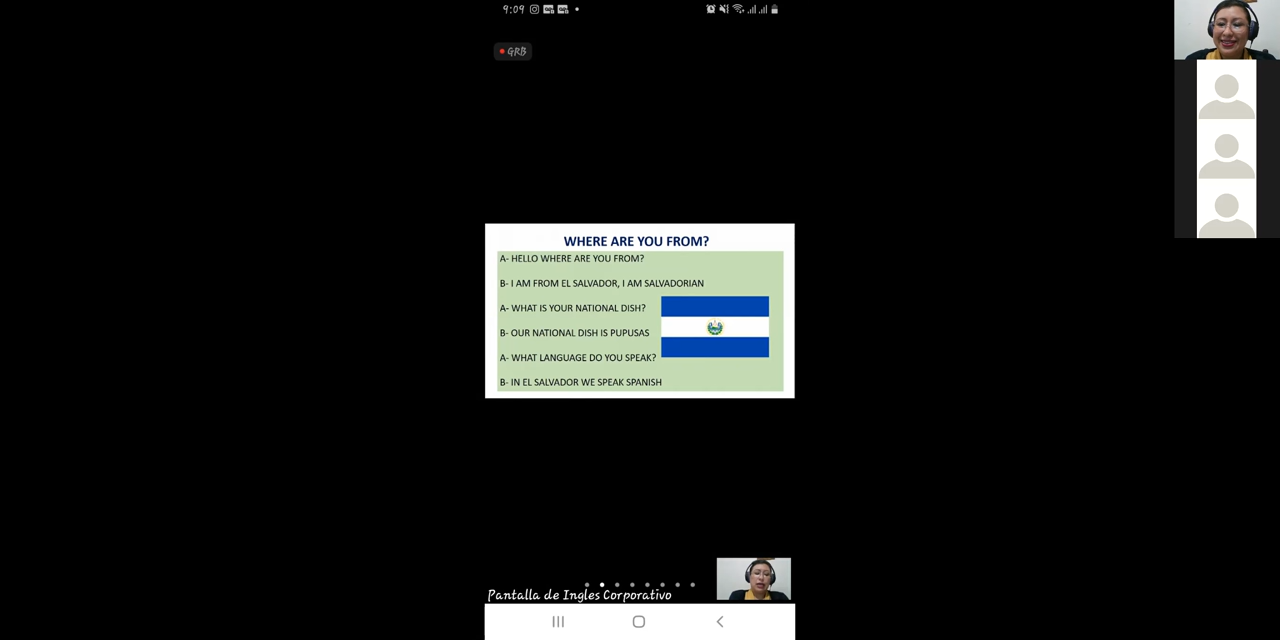 9:09
GRB
WHERE ARE YOU FROM?
A- HELLO WHERE ARE YOU FROM?
B- I AM FROM EL SALVADOR, I AM SALVADORIAN
A- WHAT IS YOUR NATIONAL DISH?
B- OUR NATIONAL DISH IS PUPUSAS
A- WHAT LANGUAGE DO YOU SPEAK?
B- IN EL SALVADOR WE SPEAK SPANISH
Pantalla de Ingles Corporativo